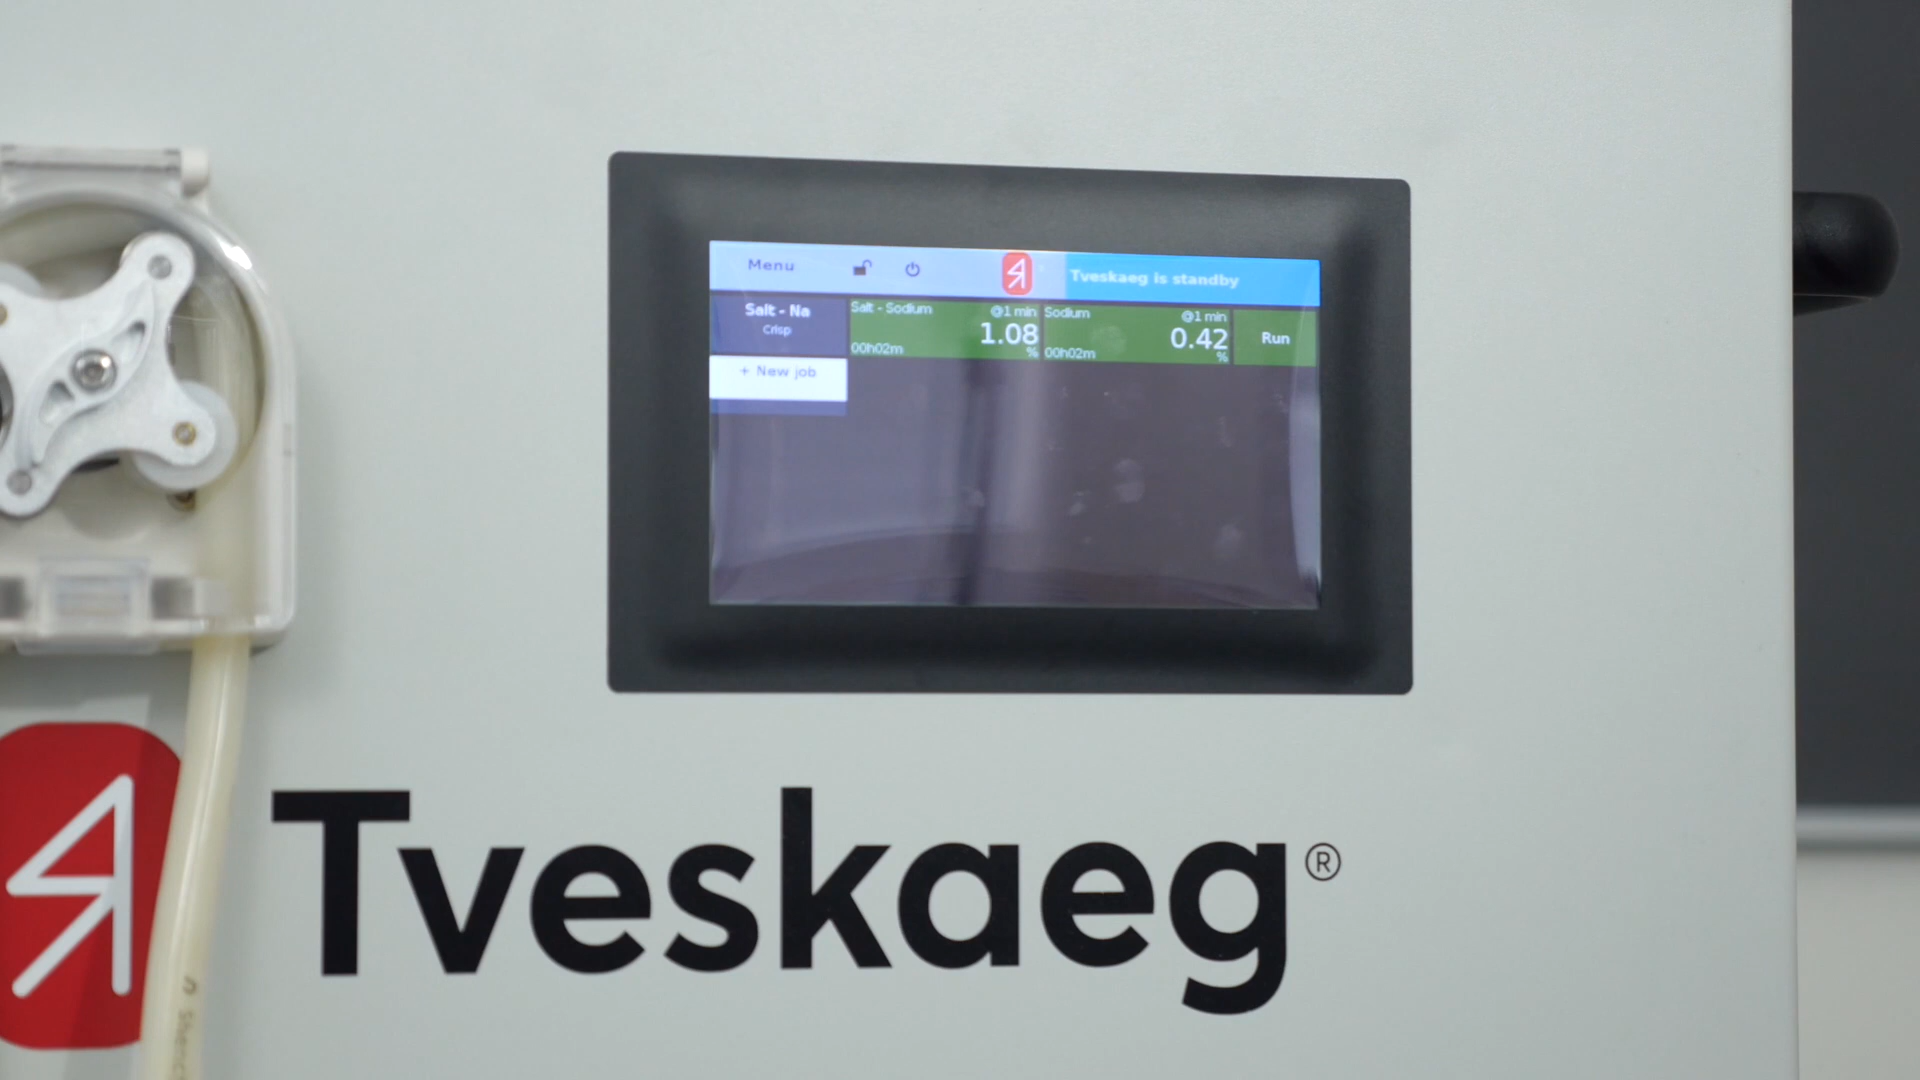 Menu
Tveskaeg is standby
Salt - Na
Crisp
Salt - Sodium
@1 min
1.08
%
00h02m
Sodium
@1 min
0.42
%
00h02m
Run
+ New job
Tveskaeg®